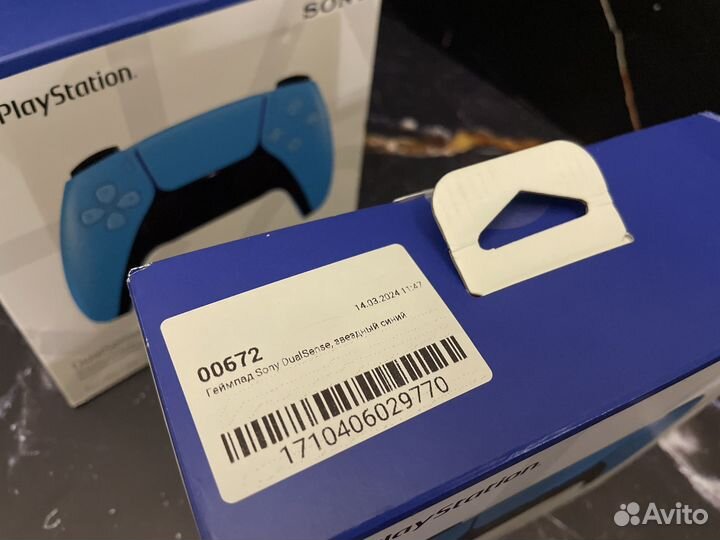 SONY
PlayStation
14.03.2024 11:47
00672
Геймпад Sony DualSense, звездный синий
1710406029770
PlayStation
Avito